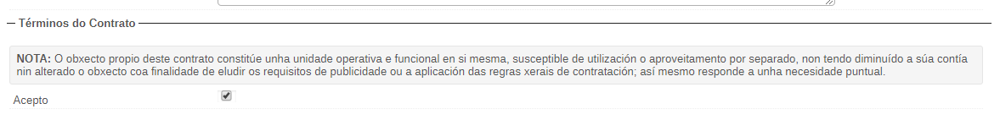 Términos do Contrato
NOTA: O obxecto propio deste contrato constitúe unha unidade operativa e funcional en si mesma, susceptible de utilización o aproveitamento por separado, non tendo diminuído a súa contía
nin alterado o obxecto coa finalidade de eludir os requisitos de publicidade ou a aplicación das regras xerais de contratación; así mesmo responde a unha necesidade puntual.
Acepto